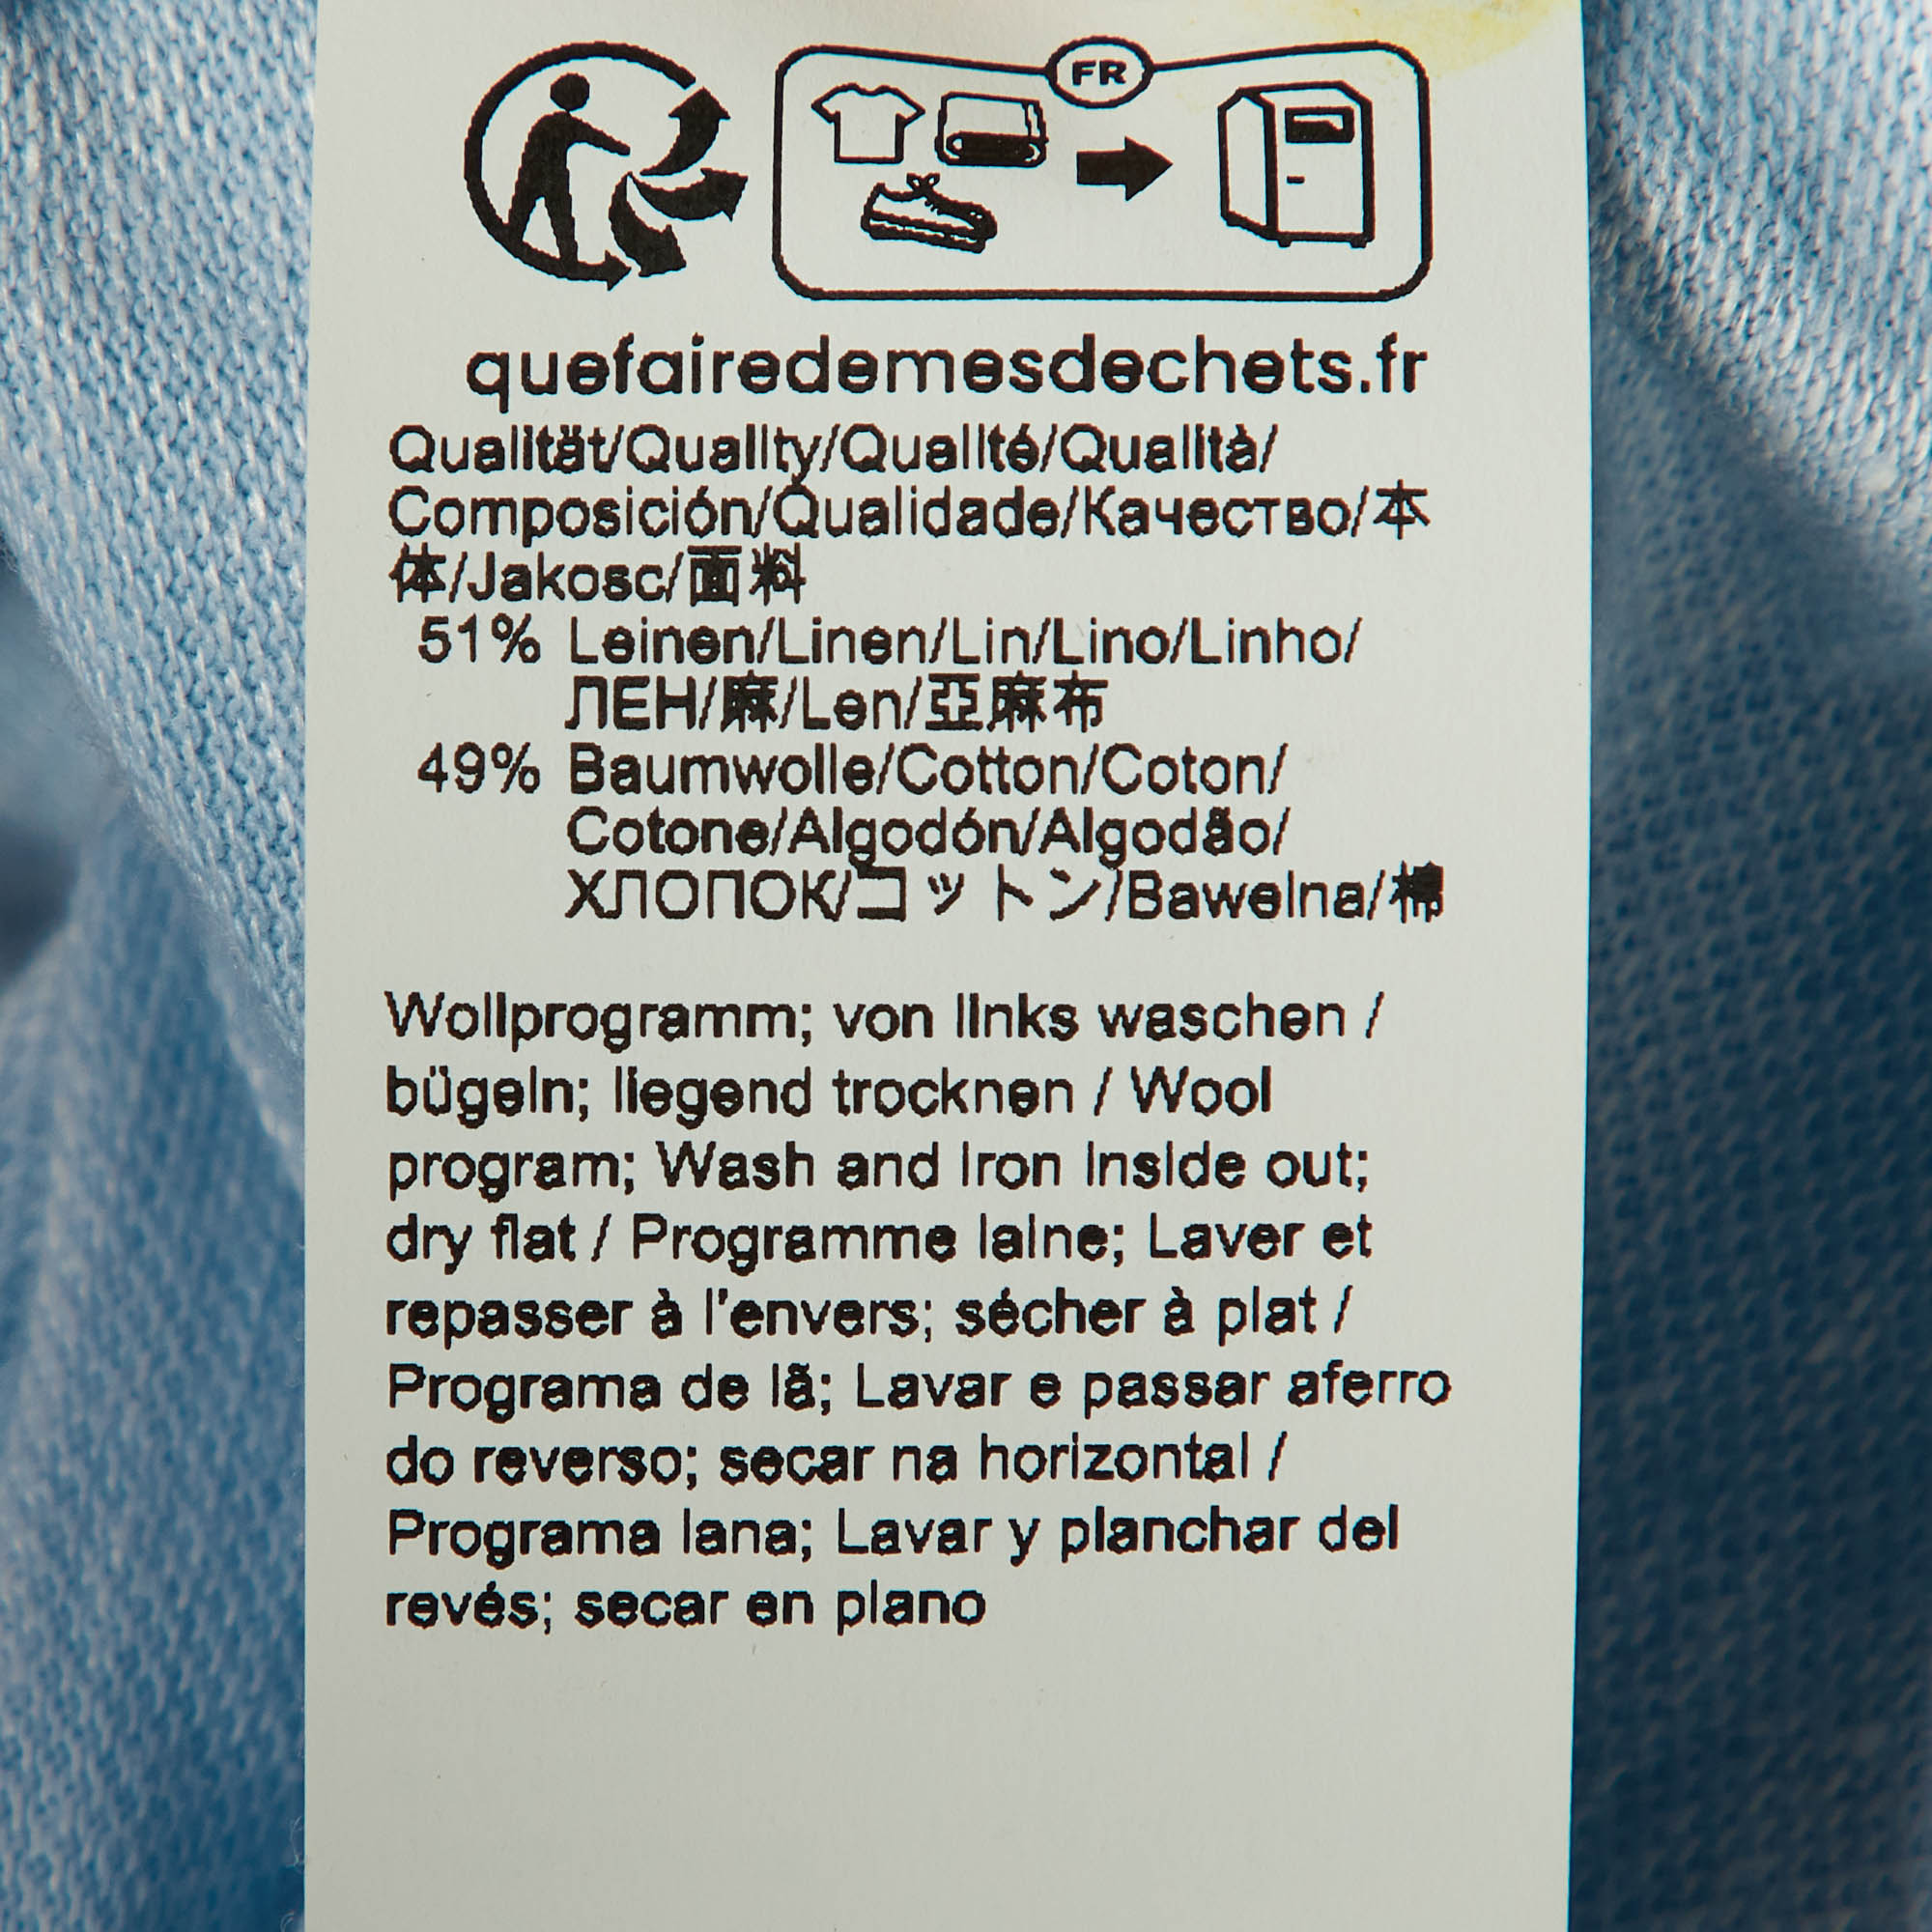 FR
quefairedemesdechets.fr
Qualität/Quality/Qualité/Qualità/
Composición/Qualidade/Качество/本
体/Jakosc/面料
51% Leinen/Linen/Lin/Lino/Linho/
ЛЕН/麻/Len/亞麻布
49% Baumwolle/Cotton/Coton/
Cotone/Algodón/Algodão/
ХЛОПОК/コットン/Bawelna/棉
Wollprogramm; von links waschen /
bügeln; liegend trocknen / Wool
program; Wash and Iron inside out;
dry flat / Programme laine; Laver et
repasser à l'envers; sécher à plat /
Programa de lã; Lavar e passar aferro
do reverso; secar na horizontal /
Programa lana; Lavar y planchar del
revés; secar en plano